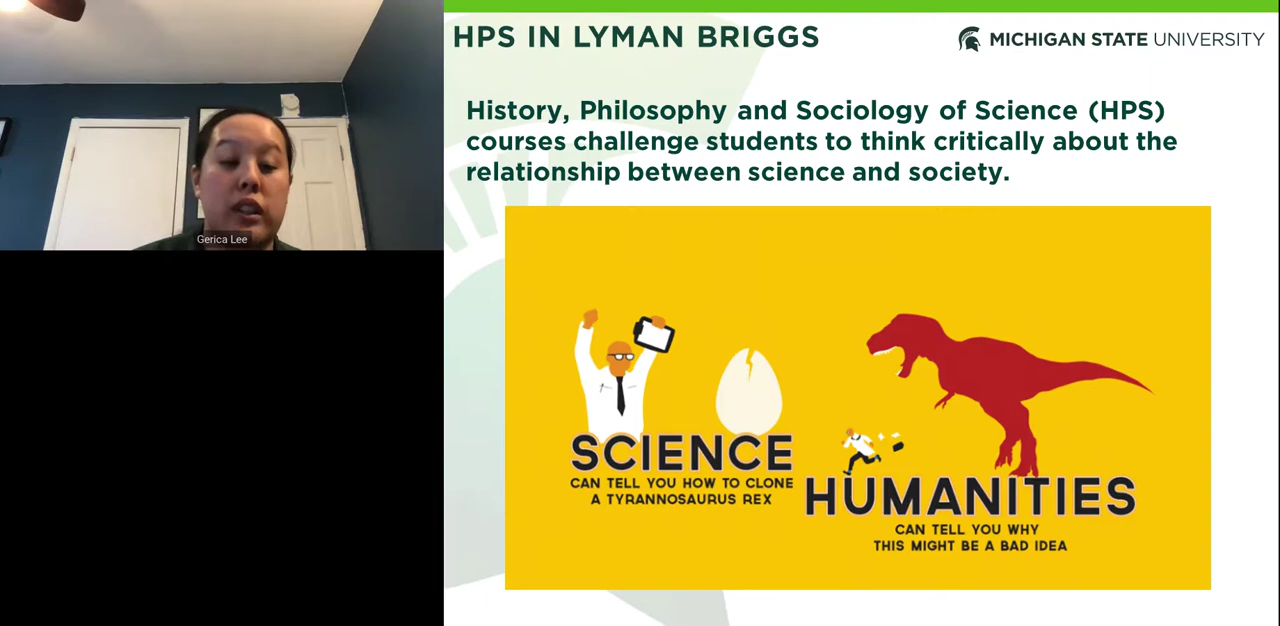 HPS IN LYMAN BRIGGS
MICHIGAN STATE UNIVERSITY
History, Philosophy and Sociology of Science (HPS)
courses challenge students to think critically about the
relationship between science and society.
Gerica Lee
SCIENCE
CAN TELL YOU HOW TO CLONE
A TYRANNOSAURUS REX
HUMANITIES
CAN TELL YOU WHY
THIS MIGHT BE A BAD IDEA